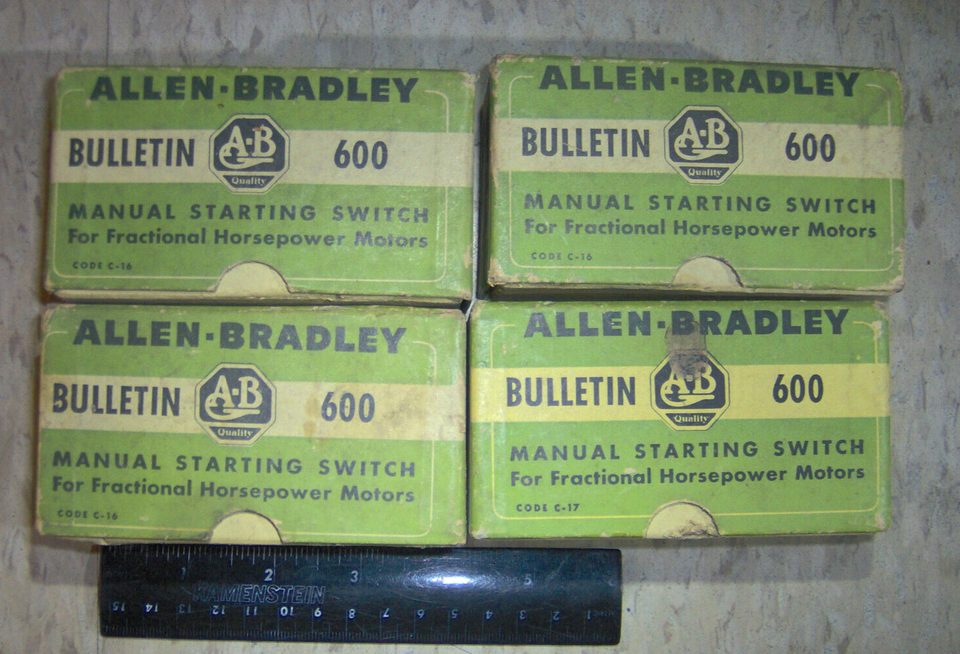 ALLEN-BRADLEY
BULLETIN A-B 600
Quality
MANUAL STARTING SWITCH
For Fractional Horsepower Motors
CODE C-16
ALLEN-BRADLEY
BULLETIN A-B 600
Quality
MANUAL STARTING SWITCH
For Fractional Horsepower Motors
CODE C-16
ALLEN-BRADLEY
BULLETIN A-B 600
Quality
MANUAL STARTING SWITCH
For Fractional Horsepower Motors
CODE C-16
ALLEN-BRADLEY
BULLETIN A-B 600
Quality
MANUAL STARTING SWITCH
For Fractional Horsepower Motors
CODE C-17
1 2 3 5
KAMENSTEIN
15 14 13 12 11 10 9 8 7 6 5 4 3 2 1